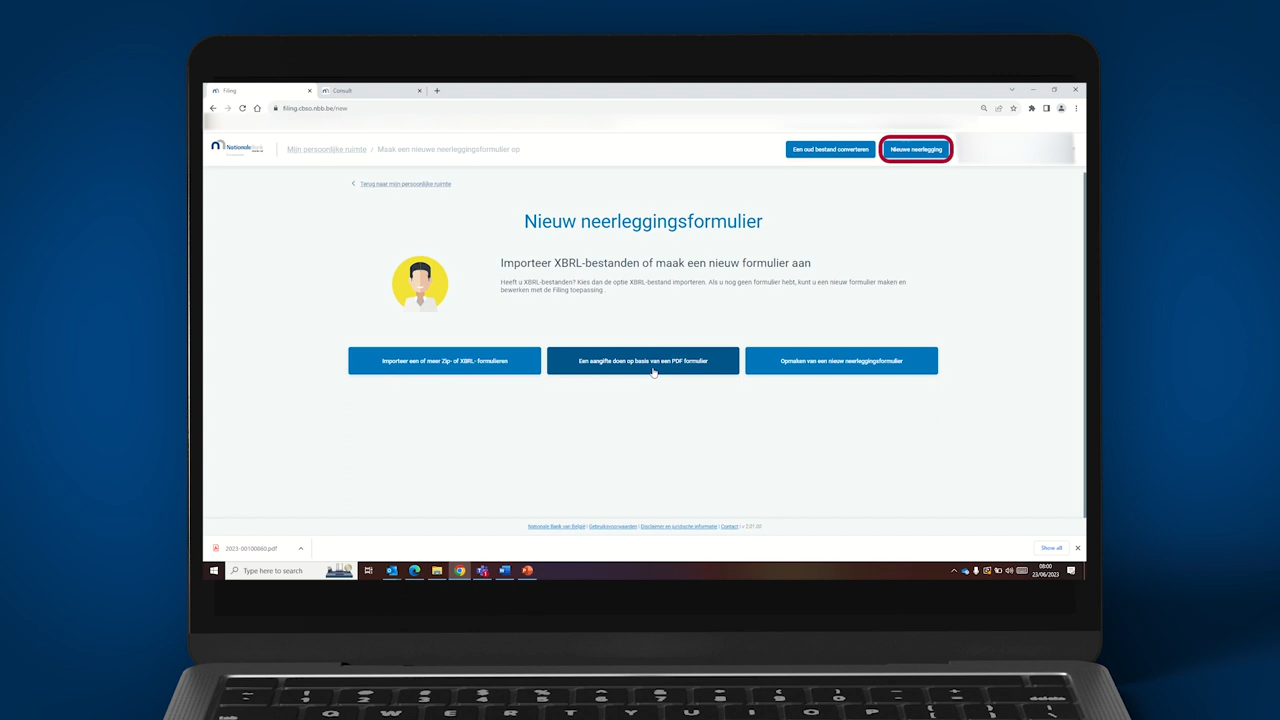 Filing
Consult
filing.cbso.nbb.be/new
NationaleBank
Mijn persoonlijke ruimte / Maak een nieuwe neerleggingsformulier op
Een oud bestand converteren
Nieuwe neerlegging
Terug naar mijn persoonlijke ruimte
Nieuw neerleggingsformulier
Importeer XBRL-bestanden of maak een nieuw formulier aan
Heeft u XBRL-bestanden? Kies dan de optie XBRL-bestand importeren. Als u nog geen formulier hebt, kunt u een nieuw formulier maken en
bewerken met de Filing toepassing .
Importeer een of meer Zip- of XBRL- formulieren
Een aangifte doen op basis van een PDF formulier
Opmaken van een nieuw neerleggingsformulier
Nationale Bank van België | Gebruiksvoorwaarden | Disclaimer en juridische informatie | Contact | v 2.01.00
2023-00100860.pdf
Show all
Type here to search
08:00
23/06/2023
Q W E R T Y U I O P